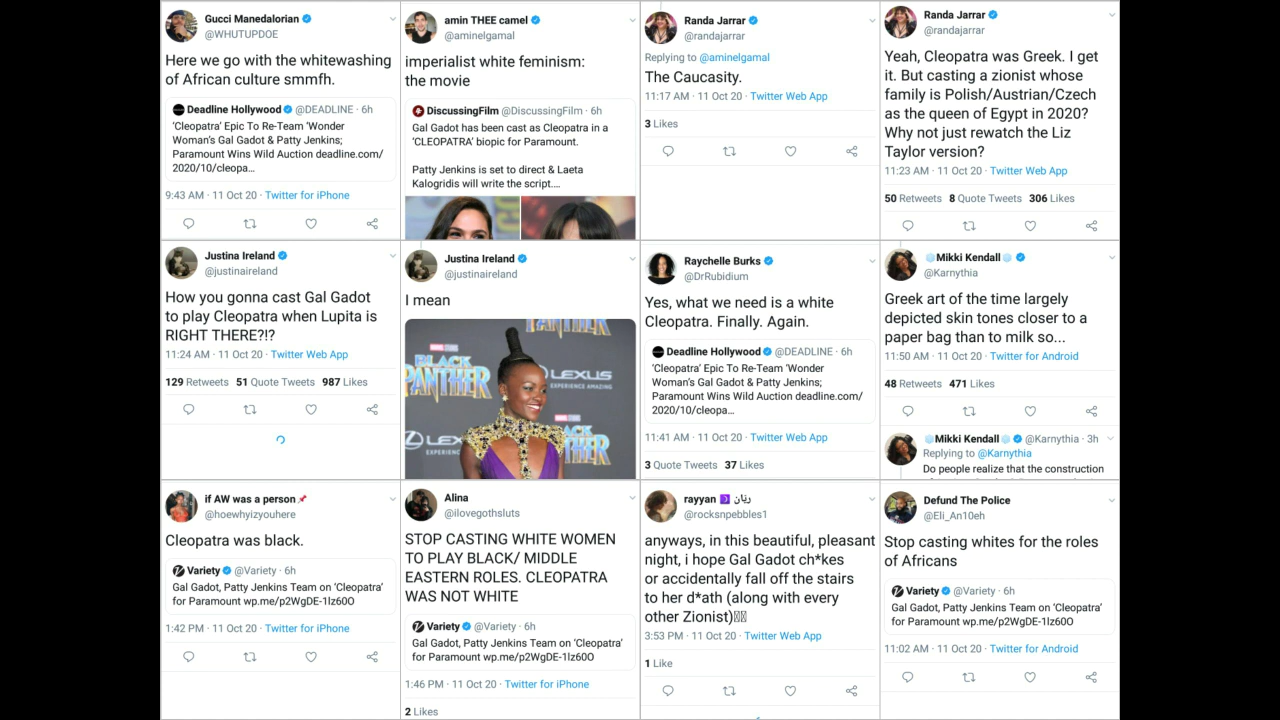 Gucci Manedalorian
@WHUTUPDOE
Here we go with the whitewashing
of African culture smmfh.
Deadline Hollywood @DEADLINE · 6h
‘Cleopatra’ Epic To Re-Team ‘Wonder
Woman’s Gal Gadot & Patty Jenkins;
Paramount Wins Wild Auction deadline.com/
2020/10/cleopa…
9:43 AM · 11 Oct 20 · Twitter for iPhone
amin THEE camel
@aminelgamal
imperialist white feminism:
the movie
DiscussingFilm @DiscussingFilm · 6h
Gal Gadot has been cast as Cleopatra in a
‘CLEOPATRA’ biopic for Paramount.
Patty Jenkins is set to direct & Laeta
Kalogridis will write the script....
Randa Jarrar
@randajarrar
Replying to @aminelgamal
The Caucasity.
11:17 AM · 11 Oct 20 · Twitter Web App
3 Likes
Randa Jarrar
@randajarrar
Yeah, Cleopatra was Greek. I get
it. But casting a zionist whose
family is Polish/Austrian/Czech
as the queen of Egypt in 2020?
Why not just rewatch the Liz
Taylor version?
11:23 AM · 11 Oct 20 · Twitter Web App
50 Retweets 8 Quote Tweets 306 Likes
Justina Ireland
@justinaireland
How you gonna cast Gal Gadot
to play Cleopatra when Lupita is
RIGHT THERE?!?
11:24 AM · 11 Oct 20 · Twitter Web App
129 Retweets 51 Quote Tweets 987 Likes
Justina Ireland
@justinaireland
I mean
MARVEL STUDIOS
BLACK
PANTHER
LEXUS
EXPERIENCE AMAZING
Raychelle Burks
@DrRubidium
Yes, what we need is a white
Cleopatra. Finally. Again.
Deadline Hollywood @DEADLINE · 6h
‘Cleopatra’ Epic To Re-Team ‘Wonder
Woman’s Gal Gadot & Patty Jenkins;
Paramount Wins Wild Auction deadline.com/
2020/10/cleopa…
11:41 AM · 11 Oct 20 · Twitter Web App
3 Quote Tweets 37 Likes
Mikki Kendall
@Karnythia
Greek art of the time largely
depicted skin tones closer to a
paper bag than to milk so...
11:50 AM · 11 Oct 20 · Twitter for Android
48 Retweets 471 Likes
Mikki Kendall @Karnythia · 3h
Replying to @Karnythia
Do people realize that the construction
if AW was a person
@hoewhyizyouhere
Cleopatra was black.
Variety @Variety · 6h
Gal Gadot, Patty Jenkins Team on ‘Cleopatra’
for Paramount wp.me/p2WgDE-1Iz60O
1:42 PM · 11 Oct 20 · Twitter for iPhone
Alina
@ilovegothsluts
STOP CASTING WHITE WOMEN
TO PLAY BLACK/ MIDDLE
EASTERN ROLES. CLEOPATRA
WAS NOT WHITE
Variety @Variety · 6h
Gal Gadot, Patty Jenkins Team on ‘Cleopatra’
for Paramount wp.me/p2WgDE-1Iz60O
1:46 PM · 11 Oct 20 · Twitter for iPhone
2 Likes
rayyan ريّان
@rocksnpebbles1
anyways, in this beautiful, pleasant
night, i hope Gal Gadot ch*kes
or accidentally fall off the stairs
to her d*ath (along with every
other Zionist)
3:53 PM · 11 Oct 20 · Twitter Web App
1 Like
Defund The Police
@Eli_An10eh
Stop casting whites for the roles
of Africans
Variety @Variety · 6h
Gal Gadot, Patty Jenkins Team on ‘Cleopatra’
for Paramount wp.me/p2WgDE-1Iz60O
11:02 AM · 11 Oct 20 · Twitter for Android